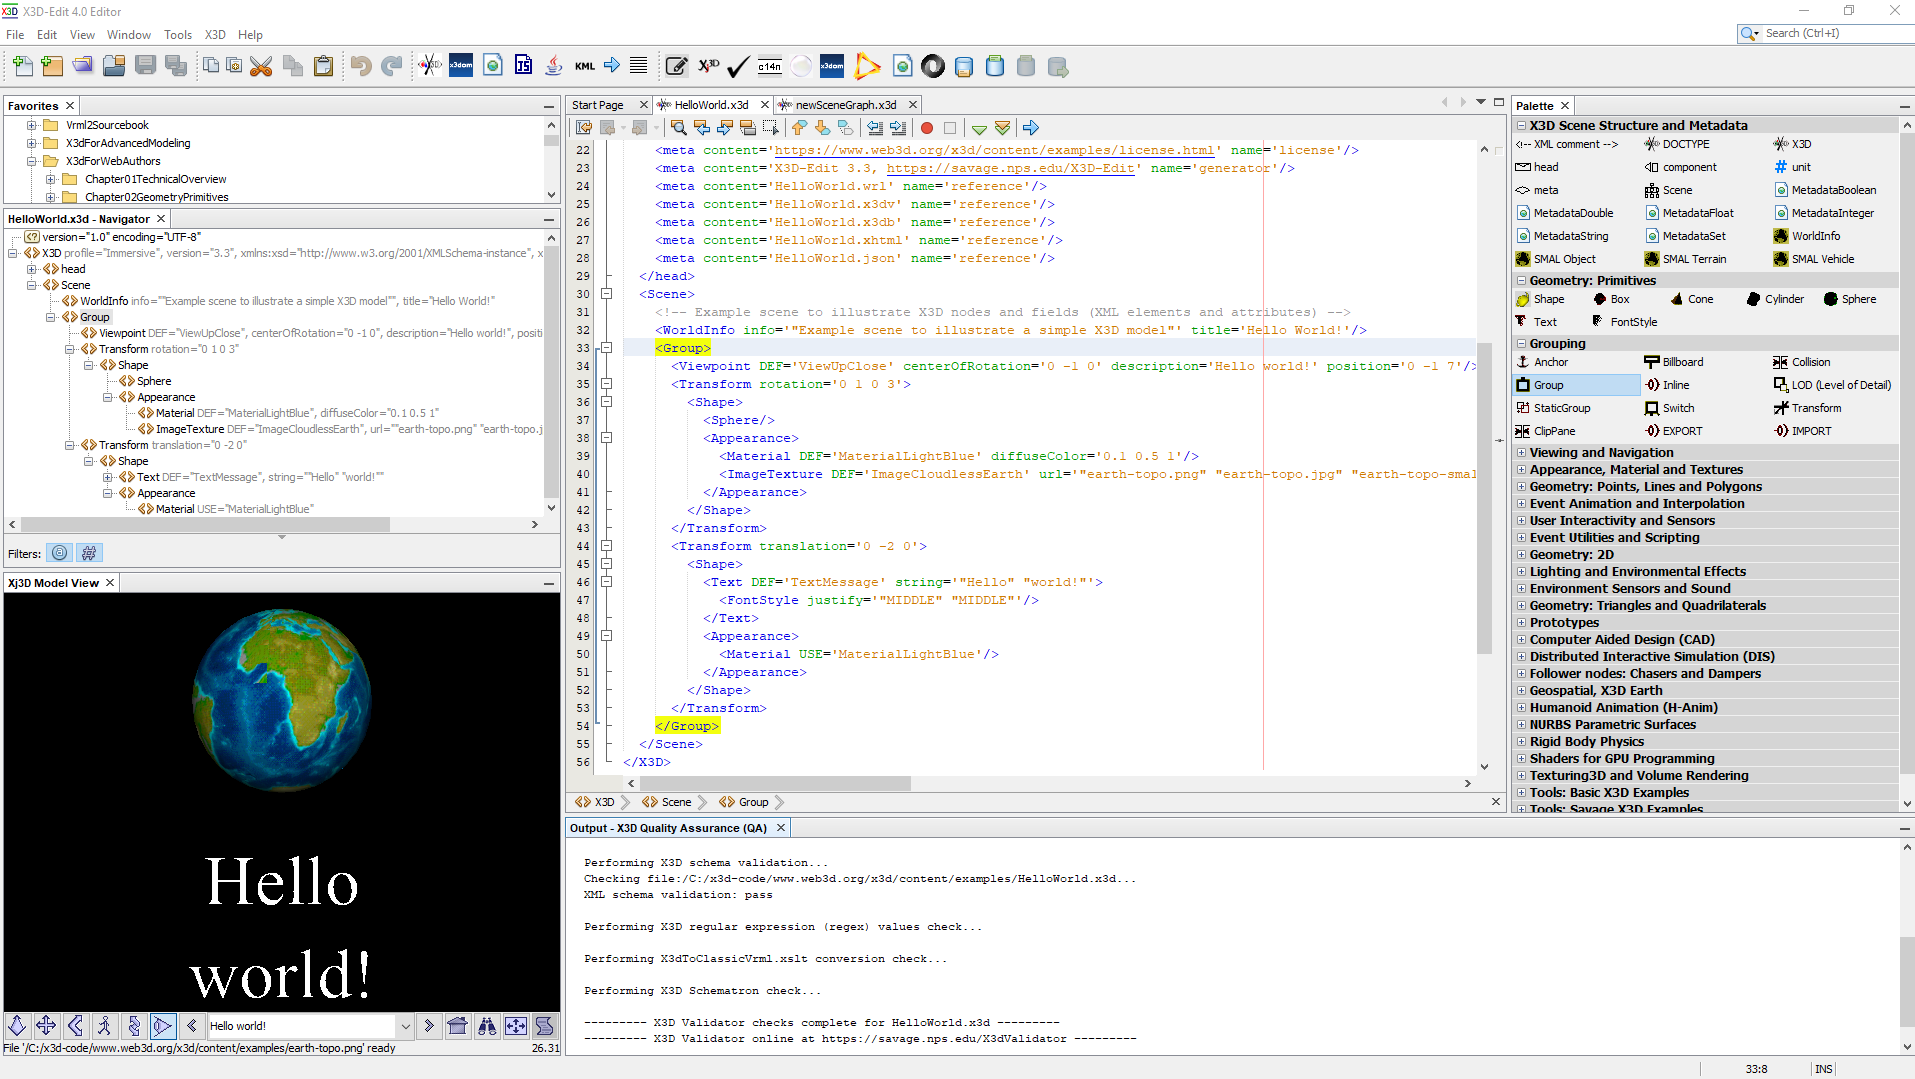 X3D X3D-Edit 4.0 Editor
File Edit View Window Tools X3D Help
Search (Ctrl+I)
x3dom JS KML Xj3D c14n x3dom
Favorites
Vrml2Sourcebook
X3dForAdvancedModeling
X3dForWebAuthors
Chapter01TechnicalOverview
Chapter02GeometryPrimitives
HelloWorld.x3d - Navigator
version="1.0" encoding="UTF-8"
X3D profile="Immersive", version="3.3", xmlns:xsd="http://www.w3.org/2001/XMLSchema-instance", x
head
Scene
WorldInfo info=""Example scene to illustrate a simple X3D model"", title="Hello World!"
Group
Viewpoint DEF="ViewUpClose", centerOfRotation="0 -1 0", description="Hello world!", positi
Transform rotation="0 1 0 3"
Shape
Sphere
Appearance
Material DEF="MaterialLightBlue", diffuseColor="0.1 0.5 1"
ImageTexture DEF="ImageCloudlessEarth", url=""earth-topo.png" "earth-topo.j
Transform translation="0 -2 0"
Shape
Text DEF="TextMessage", string=""Hello" "world!""
Appearance
Material USE="MaterialLightBlue"
Filters:
Xj3D Model View
Hello
world!
Hello world!
File '/C:/x3d-code/www.web3d.org/x3d/content/examples/earth-topo.png' ready 26.31
Start Page HelloWorld.x3d newSceneGraph.x3d
22 <meta content='https://www.web3d.org/x3d/content/examples/license.html' name='license'/>
23 <meta content='X3D-Edit 3.3, https://savage.nps.edu/X3D-Edit' name='generator'/>
24 <meta content='HelloWorld.wrl' name='reference'/>
25 <meta content='HelloWorld.x3dv' name='reference'/>
26 <meta content='HelloWorld.x3db' name='reference'/>
27 <meta content='HelloWorld.xhtml' name='reference'/>
28 <meta content='HelloWorld.json' name='reference'/>
29 </head>
30 <Scene>
31 <!-- Example scene to illustrate X3D nodes and fields (XML elements and attributes) -->
32 <WorldInfo info='"Example scene to illustrate a simple X3D model"' title='Hello World!'/>
33 <Group>
34 <Viewpoint DEF='ViewUpClose' centerOfRotation='0 -1 0' description='Hello world!' position='0 -1 7'/>
35 <Transform rotation='0 1 0 3'>
36 <Shape>
37 <Sphere/>
38 <Appearance>
39 <Material DEF='MaterialLightBlue' diffuseColor='0.1 0.5 1'/>
40 <ImageTexture DEF='ImageCloudlessEarth' url='"earth-topo.png" "earth-topo.jpg" "earth-topo-smal
41 </Appearance>
42 </Shape>
43 </Transform>
44 <Transform translation='0 -2 0'>
45 <Shape>
46 <Text DEF='TextMessage' string='"Hello" "world!"'>
47 <FontStyle justify='"MIDDLE" "MIDDLE"'/>
48 </Text>
49 <Appearance>
50 <Material USE='MaterialLightBlue'/>
51 </Appearance>
52 </Shape>
53 </Transform>
54 </Group>
55 </Scene>
56 </X3D>
X3D Scene Group
Output - X3D Quality Assurance (QA)
Performing X3D schema validation...
Checking file:/C:/x3d-code/www.web3d.org/x3d/content/examples/HelloWorld.x3d...
XML schema validation: pass
Performing X3D regular expression (regex) values check...
Performing X3dToClassicVrml.xslt conversion check...
Performing X3D Schematron check...
--------- X3D Validator checks complete for HelloWorld.x3d ---------
--------- X3D Validator online at https://savage.nps.edu/X3dValidator ---------
Palette
X3D Scene Structure and Metadata
<!-- XML comment --> DOCTYPE X3D
head component unit
meta Scene MetadataBoolean
MetadataDouble MetadataFloat MetadataInteger
MetadataString MetadataSet WorldInfo
SMAL Object SMAL Terrain SMAL Vehicle
Geometry: Primitives
Shape Box Cone Cylinder Sphere
Text FontStyle
Grouping
Anchor Billboard Collision
Group Inline LOD (Level of Detail)
StaticGroup Switch Transform
ClipPane EXPORT IMPORT
Viewing and Navigation
Appearance, Material and Textures
Geometry: Points, Lines and Polygons
Event Animation and Interpolation
User Interactivity and Sensors
Event Utilities and Scripting
Geometry: 2D
Lighting and Environmental Effects
Environment Sensors and Sound
Geometry: Triangles and Quadrilaterals
Prototypes
Computer Aided Design (CAD)
Distributed Interactive Simulation (DIS)
Follower nodes: Chasers and Dampers
Geospatial, X3D Earth
Humanoid Animation (H-Anim)
NURBS Parametric Surfaces
Rigid Body Physics
Shaders for GPU Programming
Texturing3D and Volume Rendering
Tools: Basic X3D Examples
Tools: Savage X3D Examples
33:8 INS